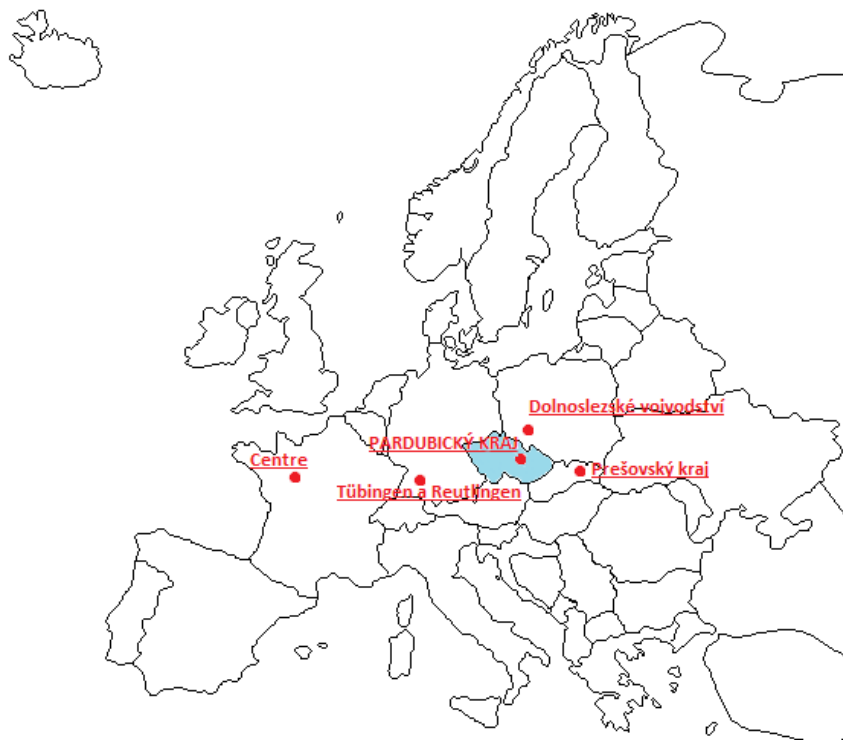 Dolnoslezské vojvodství
PARDUBICKÝ KRAJ
Centre
Prešovský kraj
Tübingen a Reutlingen